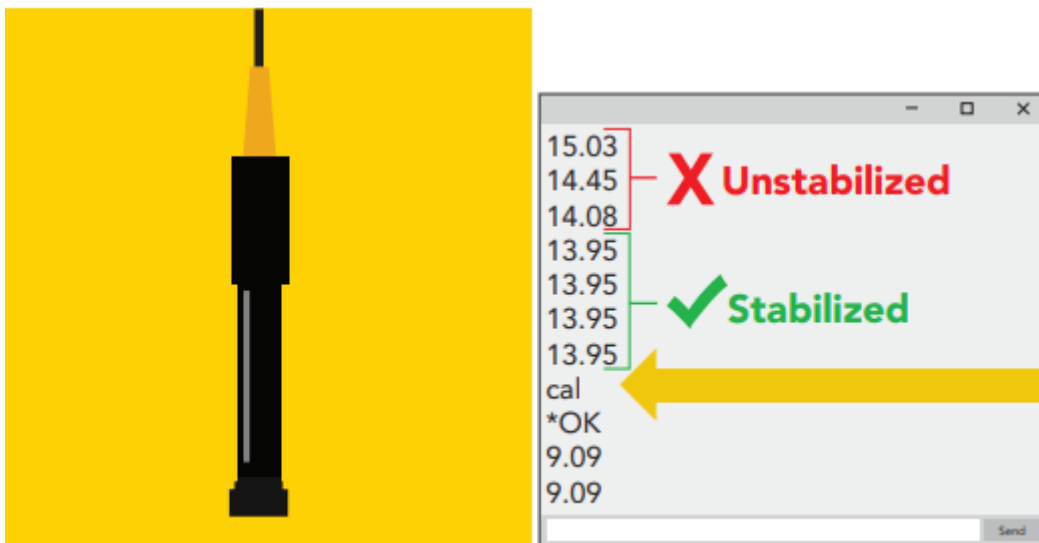 15.03
14.45
14.08
X Unstabilized
13.95
13.95
13.95
13.95
Stabilized
cal
*OK
9.09
9.09
Send